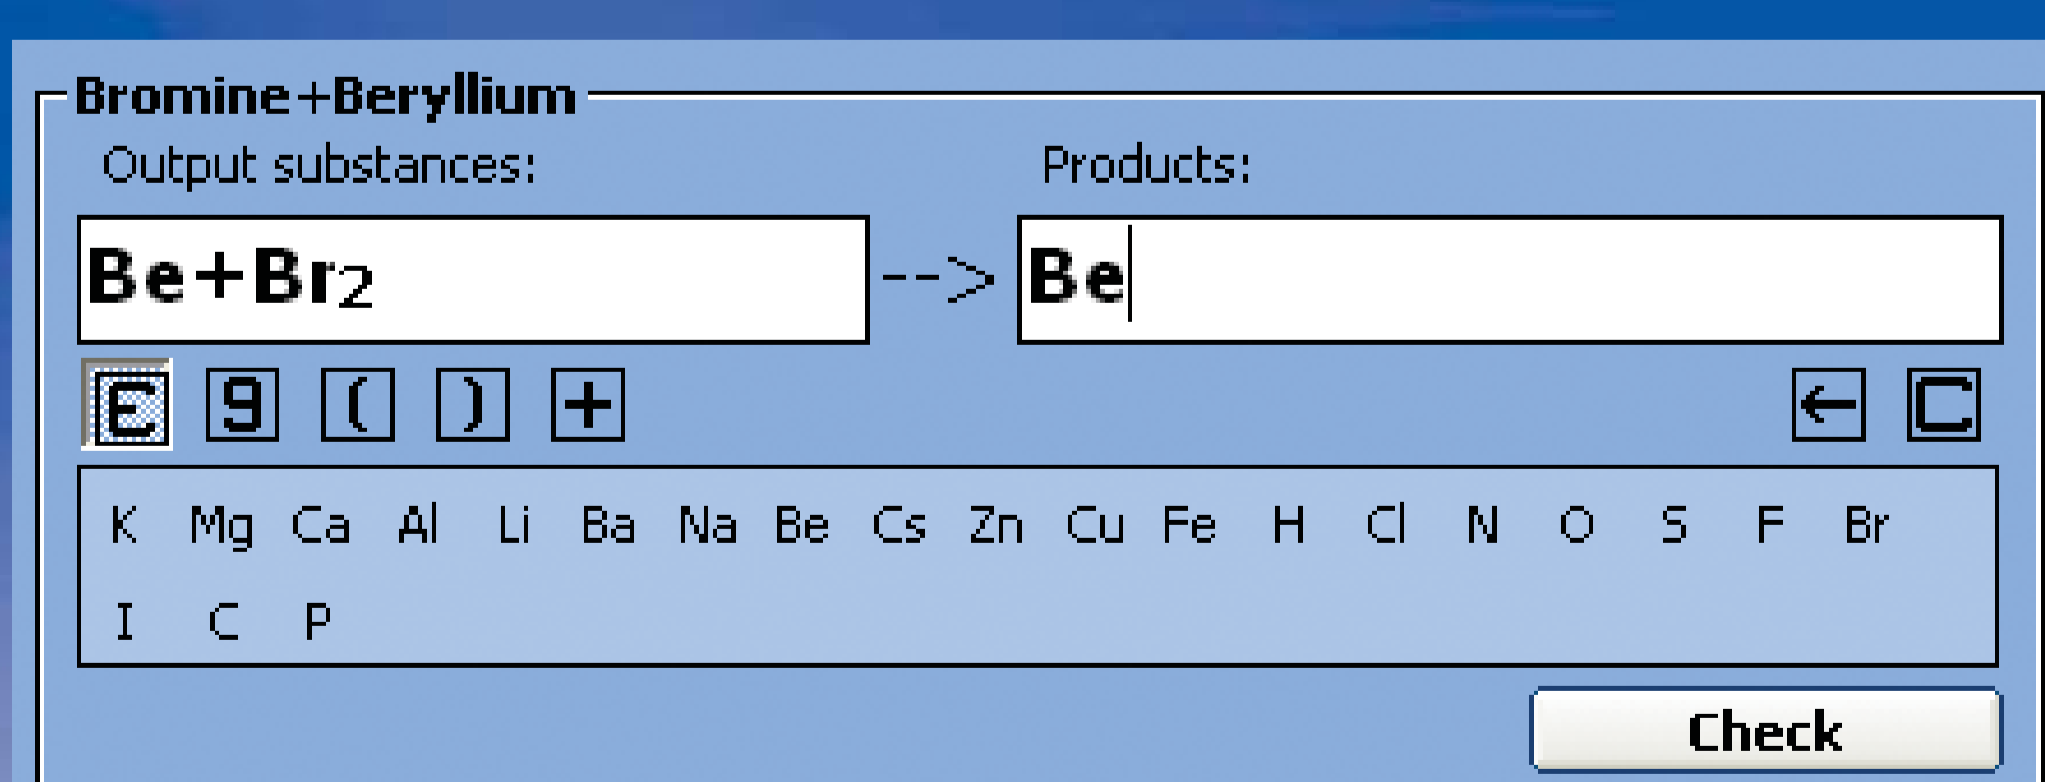 Bromine+Beryllium
Output substances: Products:
Be+Br2 --> Be
E 9 ( ) + ← C
K Mg Ca Al Li Ba Na Be Cs Zn Cu Fe H Cl N O S F Br
I C P
Check